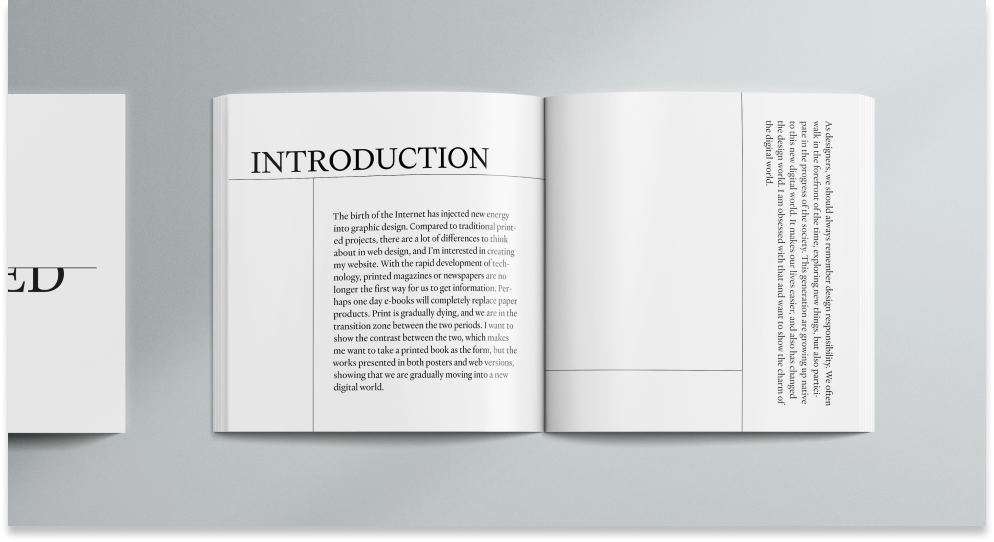 ED
INTRODUCTION
The birth of the Internet has injected new energy
into graphic design. Compared to traditional print-
ed projects, there are a lot of differences to think
about in web design, and I'm interested in creating
my website. With the rapid development of tech-
nology, printed magazines or newspapers are no
longer the first way for us to get information. Per-
haps one day e-books will completely replace paper
products. Print is gradually dying, and we are in the
transition zone between the two periods. I want to
show the contrast between the two, which makes
me want to take a printed book as the form, but the
works presented in both posters and web versions,
showing that we are gradually moving into a new
digital world.
As designers, we should always remember design responsibility. We often
walk in the forefront of the time, exploring new things, but also partici-
pate in the progress of the society. This generation are growing up native
to this new digital world. It makes our lives easier, and also has changed
the design world. I am obsessed with that and want to show the charm of
the digital world.